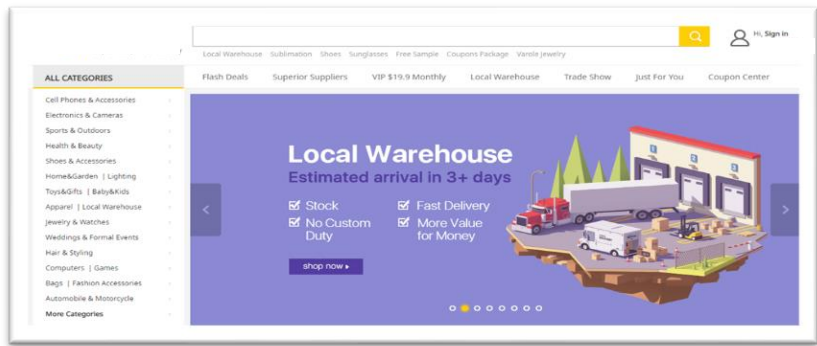 Hi, Sign in
Local Warehouse Sublimation Shoes Sunglasses Free Sample Coupons Package Vansle Jewelry
ALL CATEGORIES
Flash Deals Superior Suppliers VIP $19.9 Monthly Local Warehouse Trade Show Just For You Coupon Center
Cell Phones & Accessories
Electronics & Cameras
Sports & Outdoors
Health & Beauty
Shoes & Accessories
Home&Garden | Lighting
Toys&Gifts | Baby&Kids
Apparel | Local Warehouse
Jewelry & Watches
Weddings & Formal Events
Hair & Styling
Computers | Games
Bags | Fashion Accessories
Automobile & Motorcycle
More Categories
Local Warehouse
Estimated arrival in 3+ days
Stock
Fast Delivery
No Custom
Duty
More Value
for Money
shop now
1
2
3